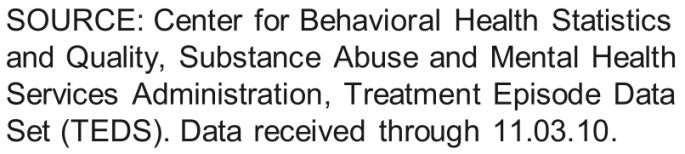 SOURCE: Center for Behavioral Health Statistics
and Quality, Substance Abuse and Mental Health
Services Administration, Treatment Episode Data
Set (TEDS). Data received through 11.03.10.